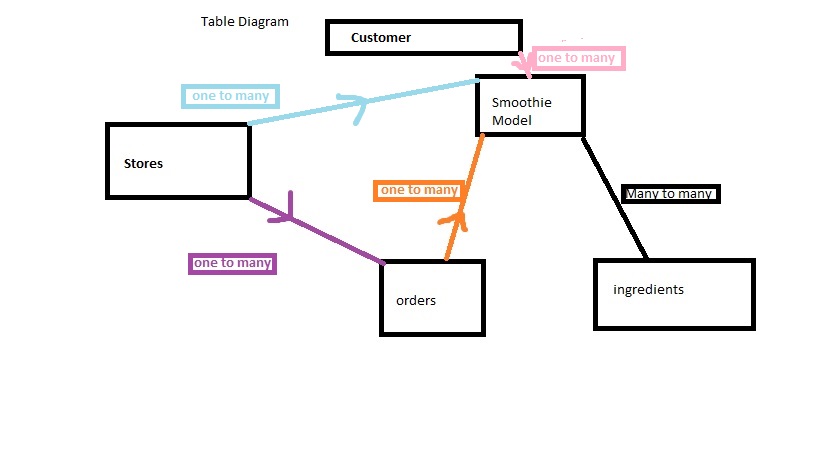 Table Diagram
Customer
one to many
one to many
Smoothie
Model
Stores
one to many
Many to many
one to many
ingredients
orders